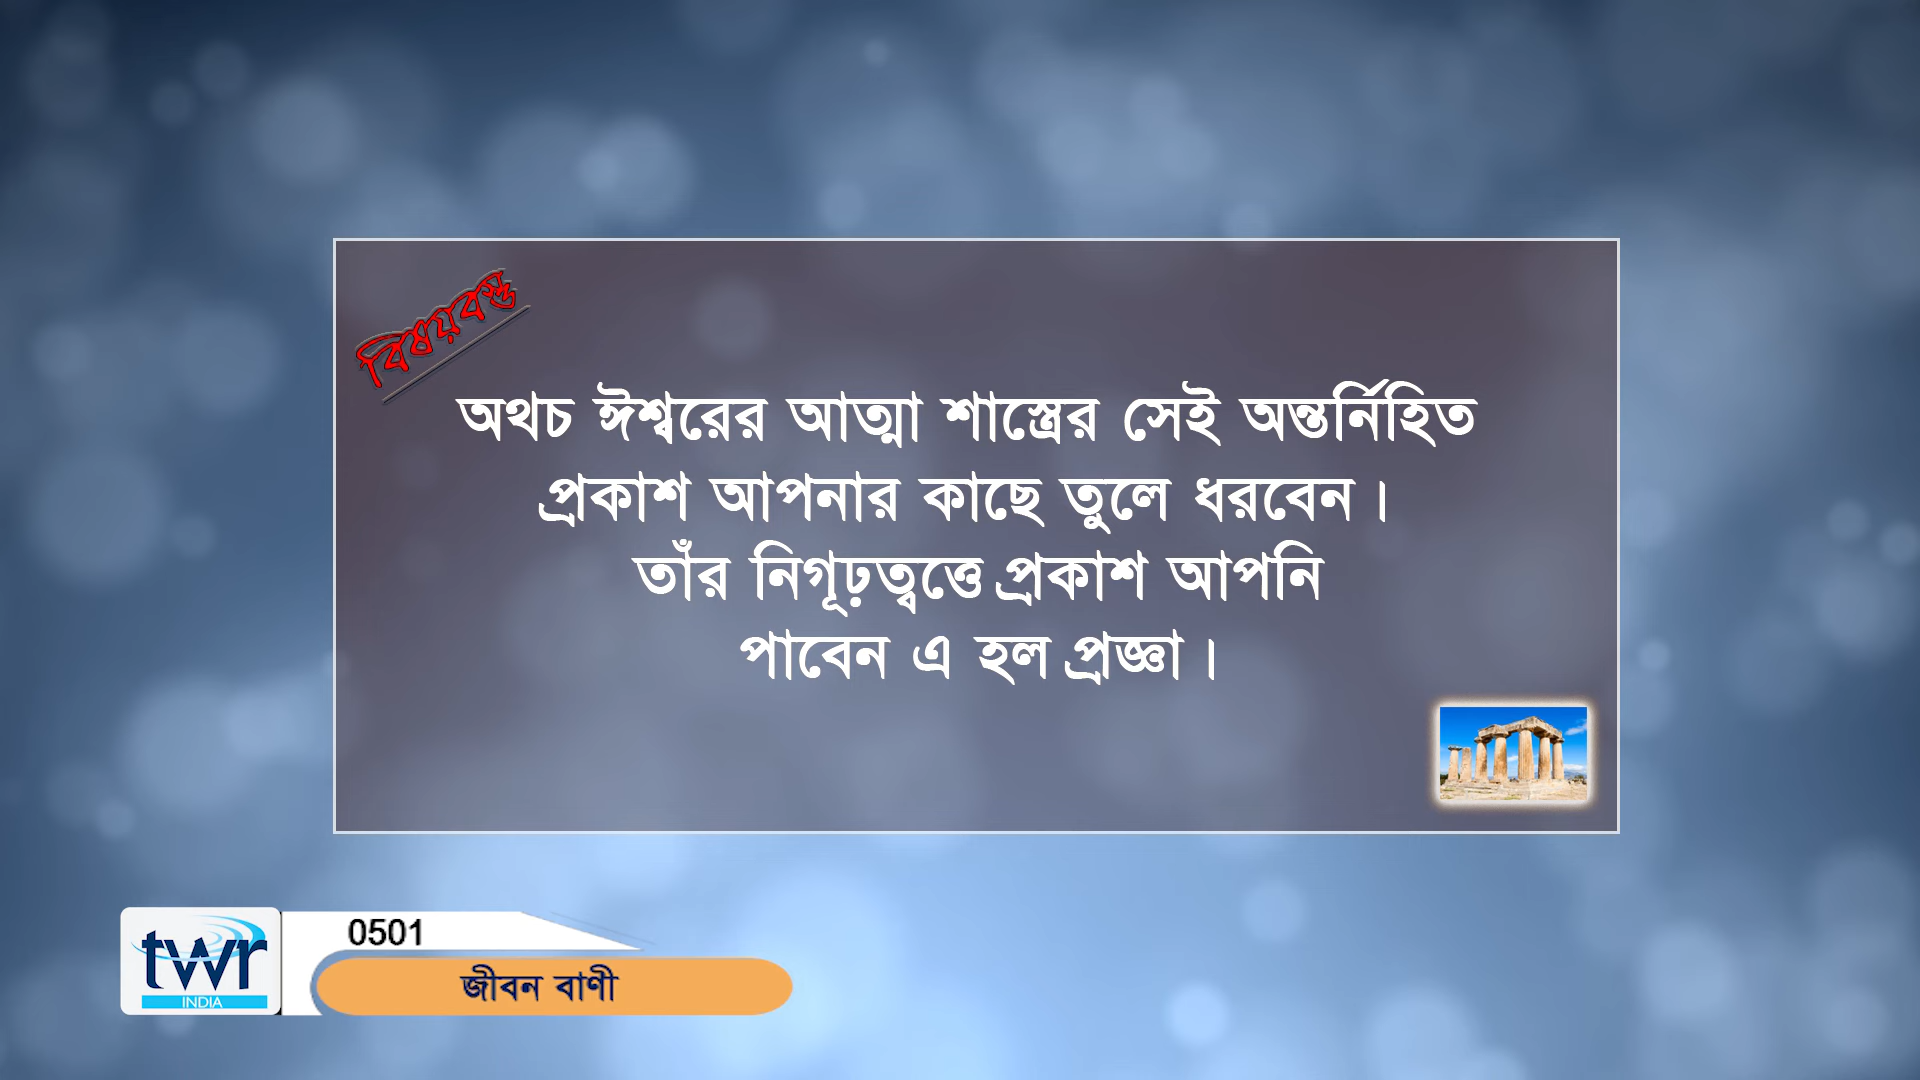 বিষয়বস্তু
অথচ ঈশ্বরের আত্মা শাস্ত্রের সেই অন্তর্নিহিত
প্রকাশ আপনার কাছে তুলে ধরবেন।
তাঁর নিগূঢ়ত্বত্তে প্রকাশ আপনি
পাবেন এ হল প্রজ্ঞা।
0501
twr
INDIA
জীবন বাণী